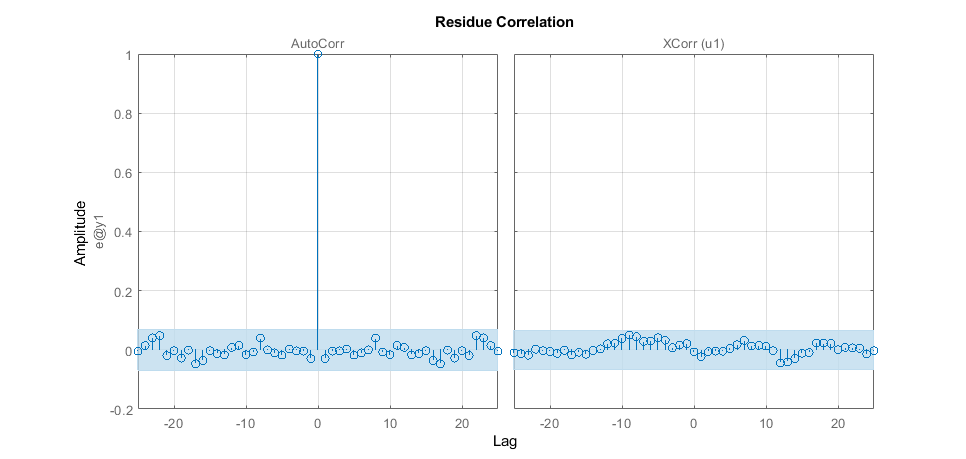 Residue Correlation
AutoCorr
XCorr (u1)
1
0.8
0.6
0.4
0.2
0
-0.2
Amplitude
e@y1
-20 -10 0 10 20
-20 -10 0 10 20
Lag